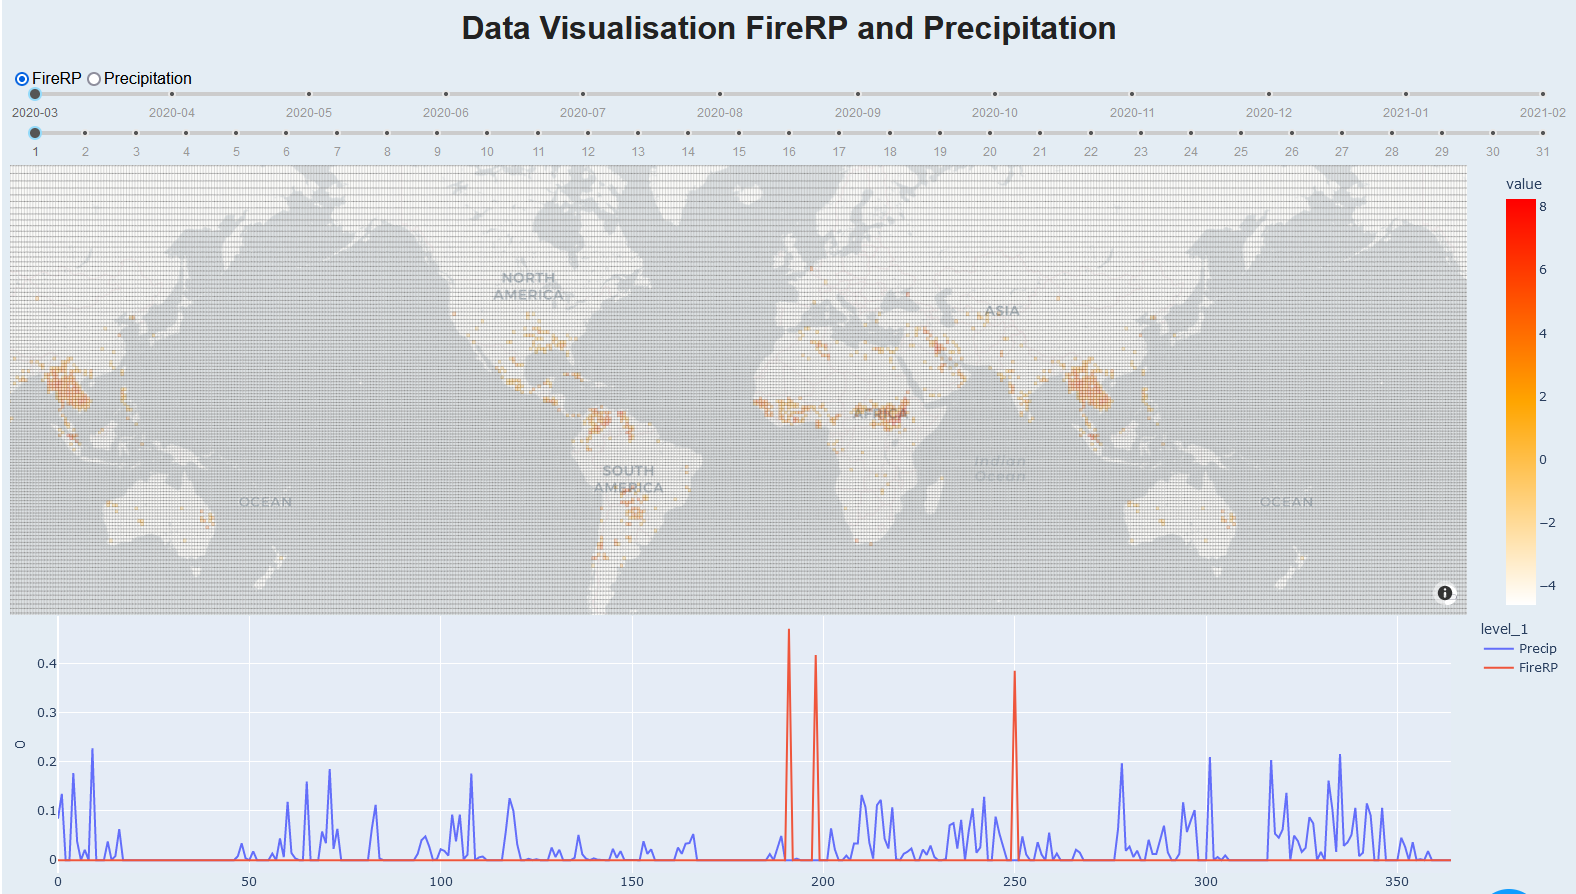 Data Visualisation FireRP and Precipitation
FireRP Precipitation
2020-03 2020-04 2020-05 2020-06 2020-07 2020-08 2020-09 2020-10 2020-11 2020-12 2021-01 2021-02
1 2 3 4 5 6 7 8 9 10 11 12 13 14 15 16 17 18 19 20 21 22 23 24 25 26 27 28 29 30 31
NORTH
AMERICA
ASIA
AFRICA
SOUTH
AMERICA
Indian
Ocean
OCEAN
OCEAN
value
8
6
4
2
0
−2
−4
level_1
Precip
FireRP
0
0.4
0.3
0.2
0.1
0
0 50 100 150 200 250 300 350